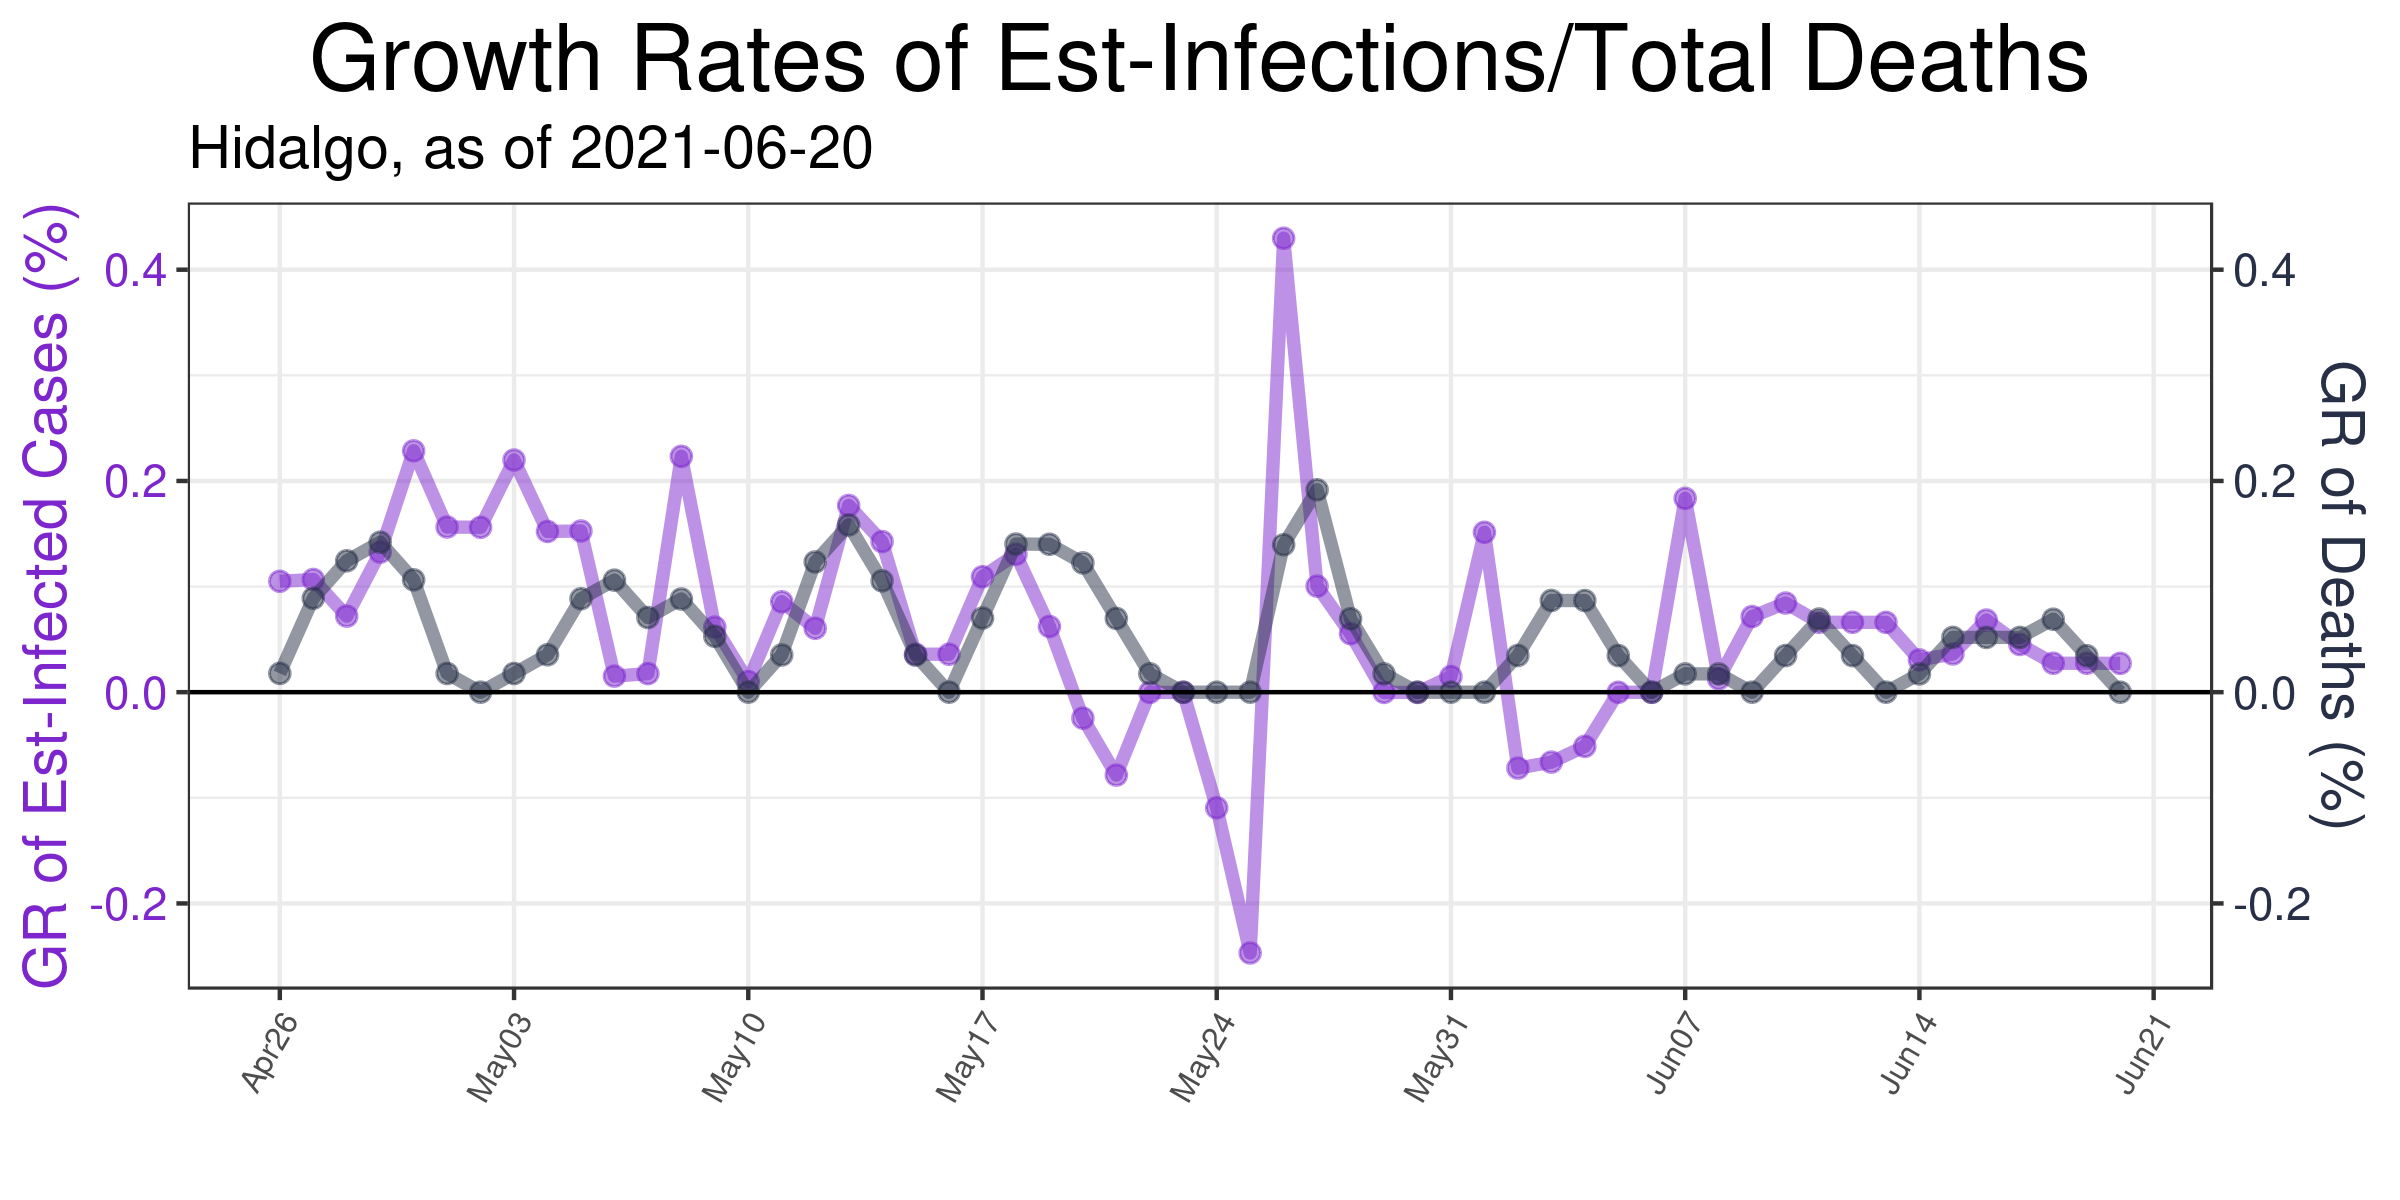 Growth Rates of Est-Infections/Total Deaths
Hidalgo, as of 2021-06-20
GR of Est-Infected Cases (%)
0.4
0.2
0.0
-0.2
0.4
0.2
0.0
-0.2
GR of Deaths (%)
Apr26
May03
May10
May17
May24
May31
Jun07
Jun14
Jun21